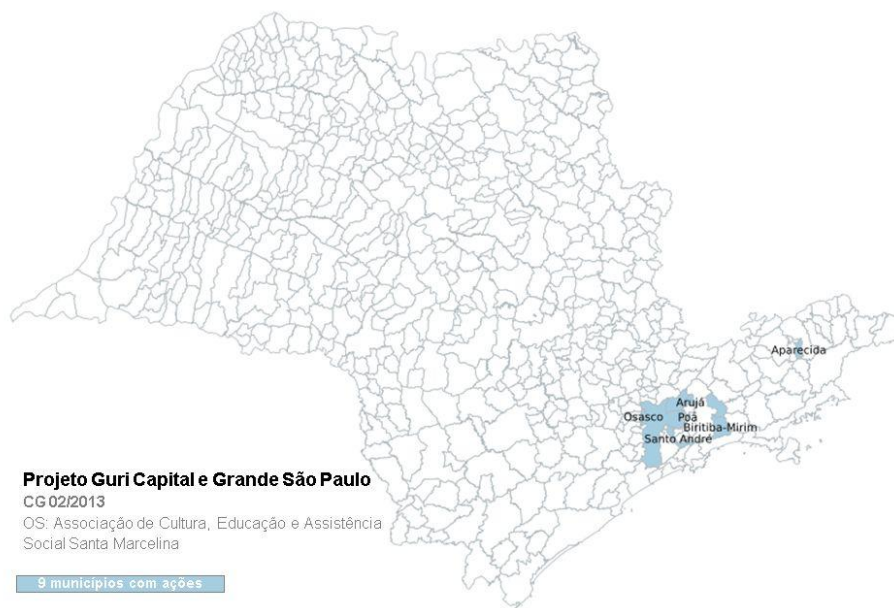 Aparecida
Arujá
Osasco
Poá
Biritiba-Mirim
Santo André
Projeto Guri Capital e Grande São Paulo
CG 02/2013
OS: Associação de Cultura, Educação e Assistência
Social Santa Marcelina
9 municípios com ações